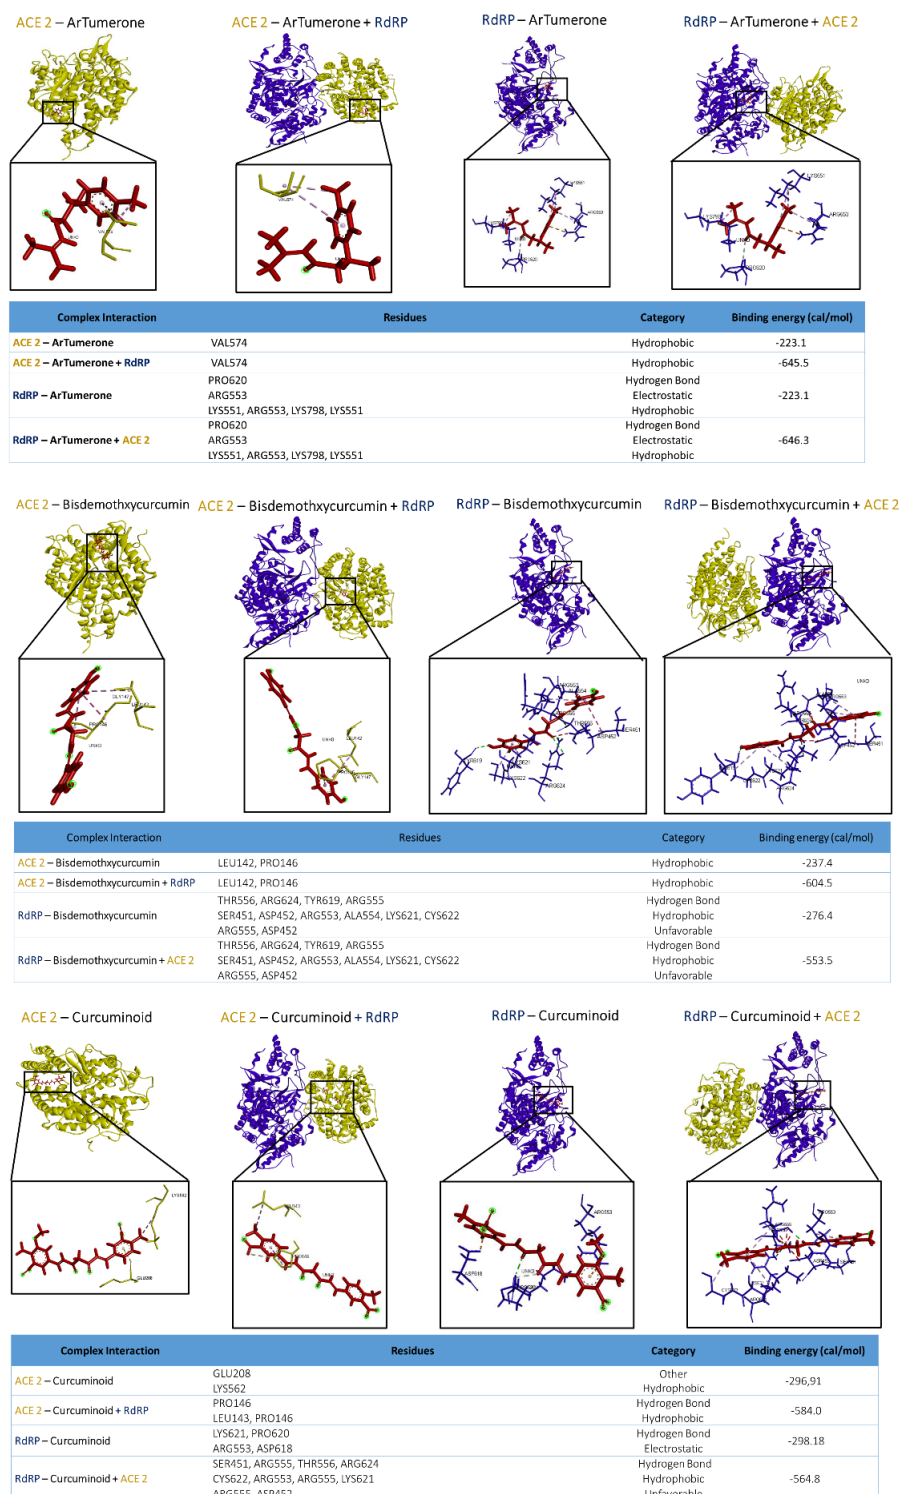 ACE 2 – ArTumerone
ACE 2 – ArTumerone + RdRP
RdRP – ArTumerone
RdRP – ArTumerone + ACE 2
LYS651
ARG653
Complex Interaction Residues Category Binding energy (cal/mol)
ACE 2 – ArTumerone VAL574 Hydrophobic -223.1
ACE 2 – ArTumerone + RdRP VAL574 Hydrophobic -645.5
PRO620 Hydrogen Bond
RdRP – ArTumerone ARG553 Electrostatic -223.1
LYS551, ARG553, LYS798, LYS551 Hydrophobic
PRO620 Hydrogen Bond
RdRP – ArTumerone + ACE 2 ARG553 Electrostatic -646.3
LYS551, ARG553, LYS798, LYS551 Hydrophobic
ACE 2 – Bisdemothxycurcumin
ACE 2 – Bisdemothxycurcumin + RdRP
RdRP – Bisdemothxycurcumin
RdRP – Bisdemothxycurcumin + ACE 2
UNK0
Complex Interaction Residues Category Binding energy (cal/mol)
ACE 2 – Bisdemothxycurcumin LEU142, PRO146 Hydrophobic -237.4
ACE 2 – Bisdemothxycurcumin + RdRP LEU142, PRO146 Hydrophobic -604.5
THR556, ARG624, TYR619, ARG555 Hydrogen Bond
RdRP – Bisdemothxycurcumin SER451, ASP452, ARG553, ALA554, LYS621, CYS622 Hydrophobic -276.4
ARG555, ASP452 Unfavorable
THR556, ARG624, TYR619, ARG555 Hydrogen Bond
RdRP – Bisdemothxycurcumin + ACE 2 SER451, ASP452, ARG553, ALA554, LYS621, CYS622 Hydrophobic -553.5
ARG555, ASP452 Unfavorable
ACE 2 – Curcuminoid
ACE 2 – Curcuminoid + RdRP
RdRP – Curcuminoid
RdRP – Curcuminoid + ACE 2
ARG553
ASP618
Complex Interaction Residues Category Binding energy (cal/mol)
ACE 2 – Curcuminoid GLU208 Other -296,91
LYS562 Hydrophobic
ACE 2 – Curcuminoid + RdRP PRO146 Hydrogen Bond -584.0
LEU143, PRO146 Hydrophobic
RdRP – Curcuminoid LYS621, PRO620 Hydrogen Bond -298.18
ARG553, ASP618 Electrostatic
SER451, ARG555, THR556, ARG624 Hydrogen Bond
RdRP – Curcuminoid + ACE 2 CYS622, ARG553, ARG555, LYS621 Hydrophobic -564.8
ARG555, ASP452 Unfavorable